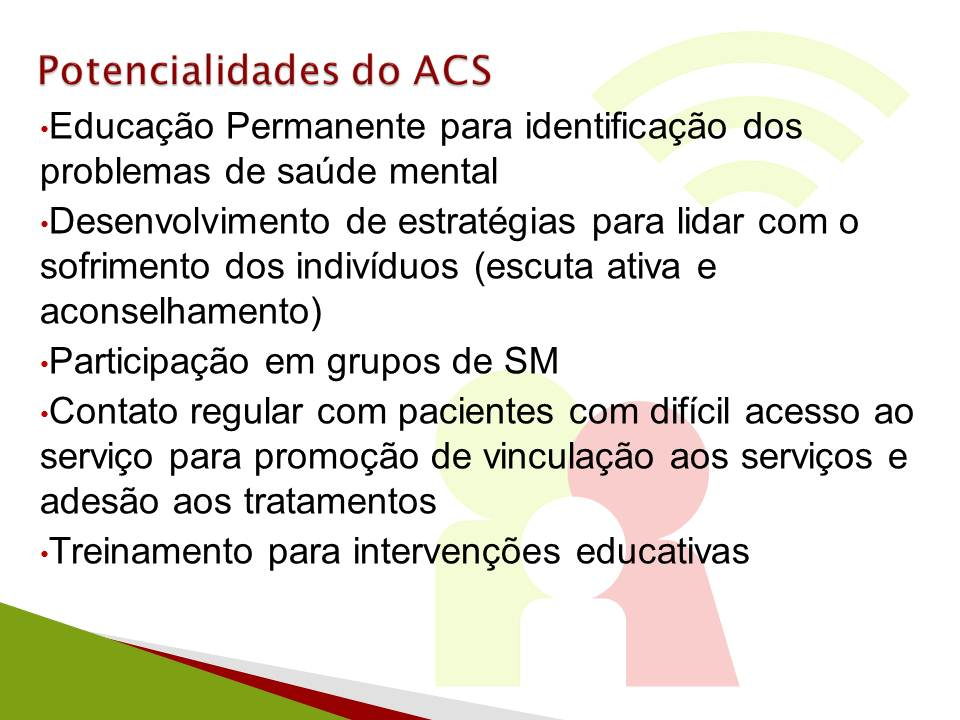 Potencialidades do ACS
•Educação Permanente para identificação dos
problemas de saúde mental
•Desenvolvimento de estratégias para lidar com o
sofrimento dos indivíduos (escuta ativa e
aconselhamento)
•Participação em grupos de SM
•Contato regular com pacientes com difícil acesso ao
serviço para promoção de vinculação aos serviços e
adesão aos tratamentos
•Treinamento para intervenções educativas